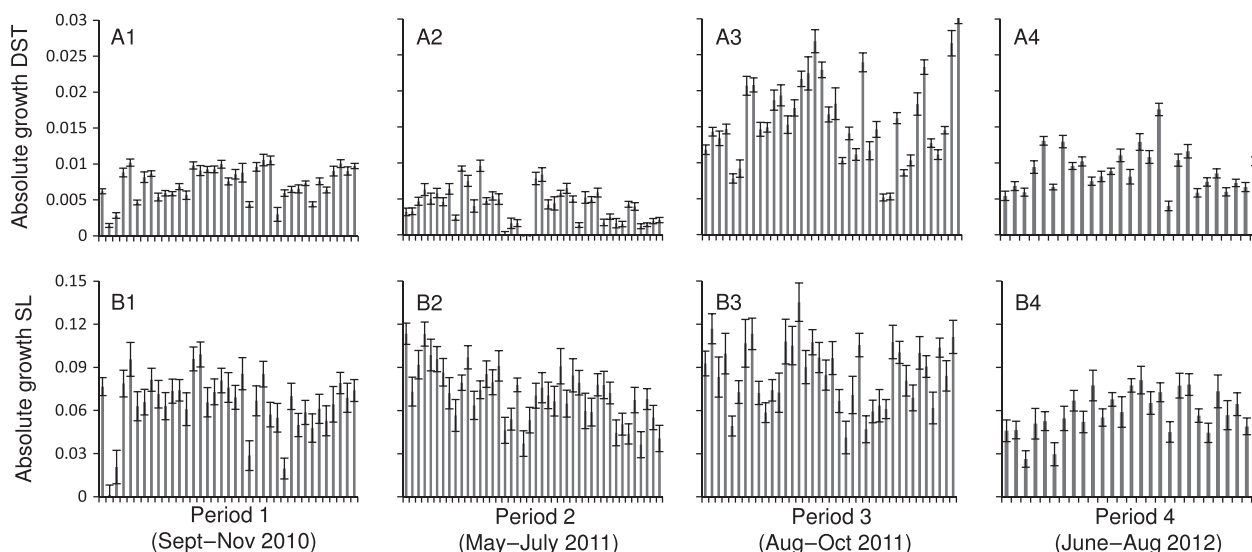 Absolute growth DST
0.03
0.025
0.02
0.015
0.01
0.005
0
A1
A2
A3
A4
Absolute growth SL
0.15
0.12
0.09
0.06
0.03
0
B1
B2
B3
B4
Period 1
(Sept–Nov 2010)
Period 2
(May–July 2011)
Period 3
(Aug–Oct 2011)
Period 4
(June–Aug 2012)